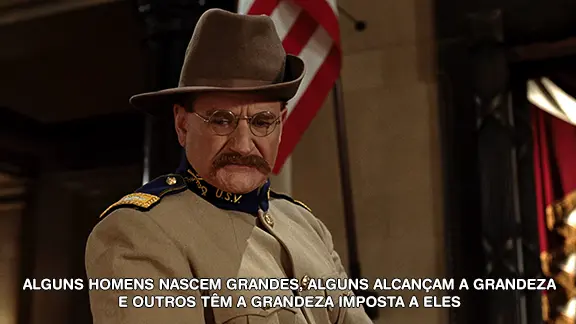 U.S.V.
ALGUNS HOMENS NASCEM GRANDES, ALGUNS ALCANÇAM A GRANDEZA
E OUTROS TÊM A GRANDEZA IMPOSTA A ELES